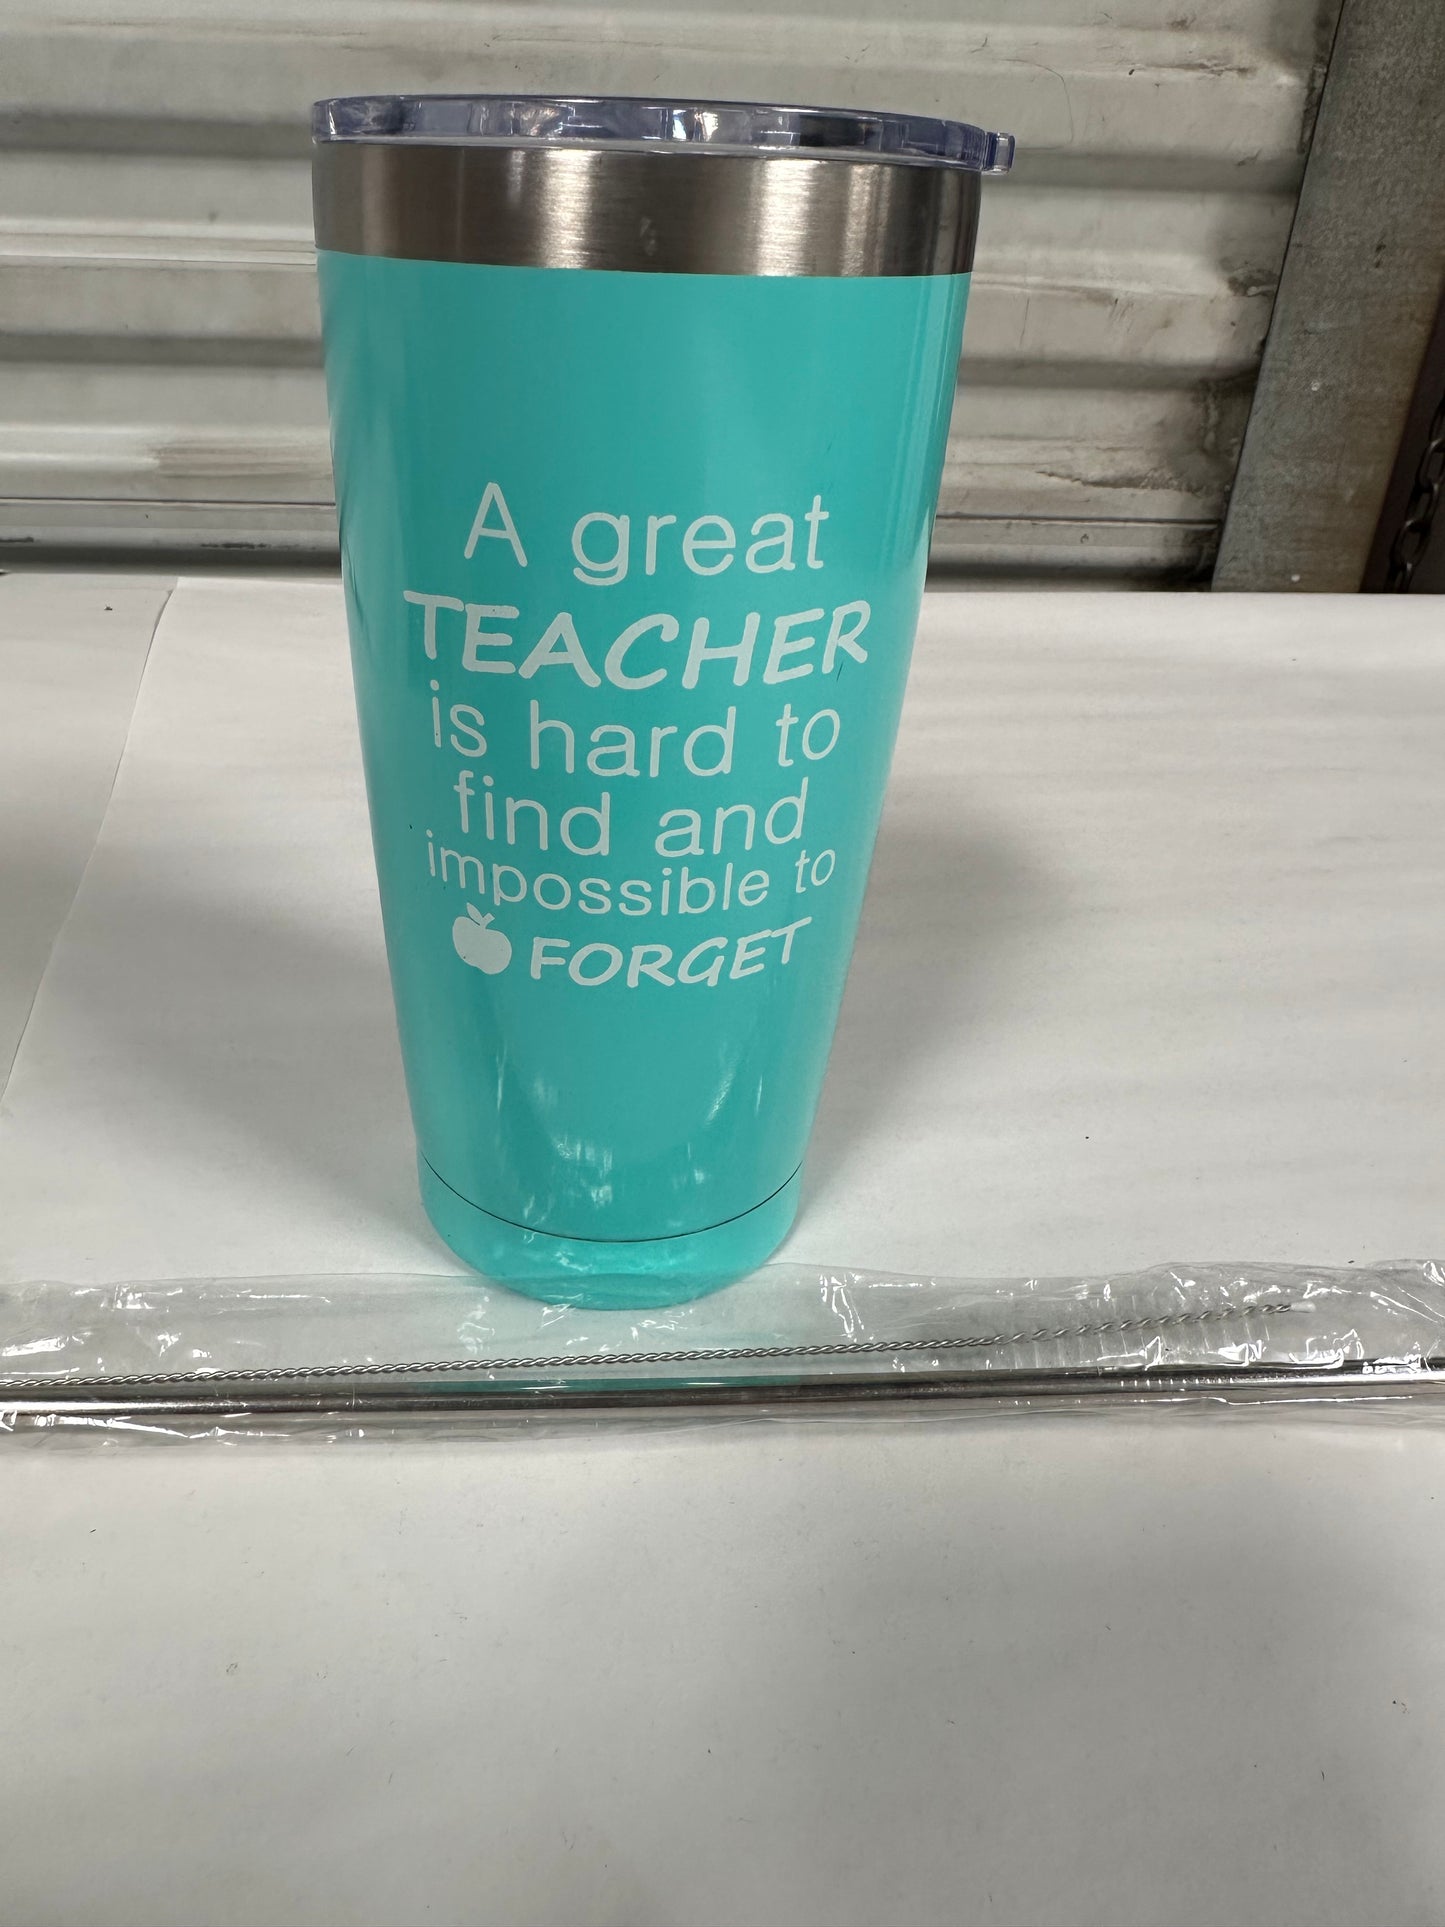 A great
TEACHER
is hard to
find and
impossible to
FORGET